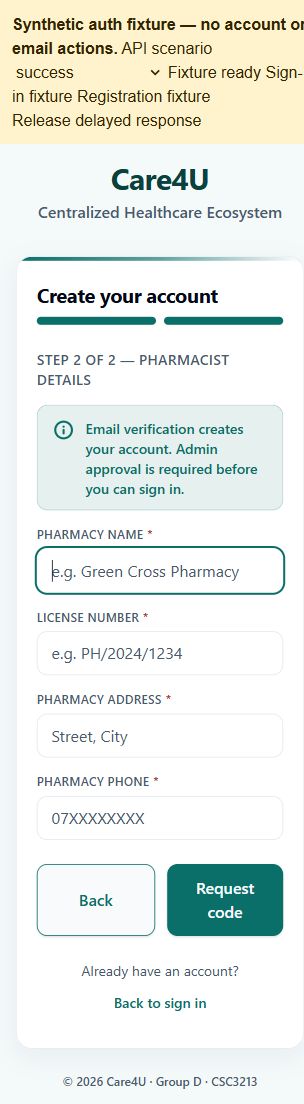 Synthetic auth fixture — no account or
email actions. API scenario
success Fixture ready Sign-
in fixture Registration fixture
Release delayed response
Care4U
Centralized Healthcare Ecosystem
Create your account
STEP 2 OF 2 — PHARMACIST
DETAILS
Email verification creates
your account. Admin
approval is required before
you can sign in.
PHARMACY NAME *
e.g. Green Cross Pharmacy
LICENSE NUMBER *
e.g. PH/2024/1234
PHARMACY ADDRESS *
Street, City
PHARMACY PHONE *
07XXXXXXXX
Back
Request
code
Already have an account?
Back to sign in
© 2026 Care4U · Group D · CSC3213